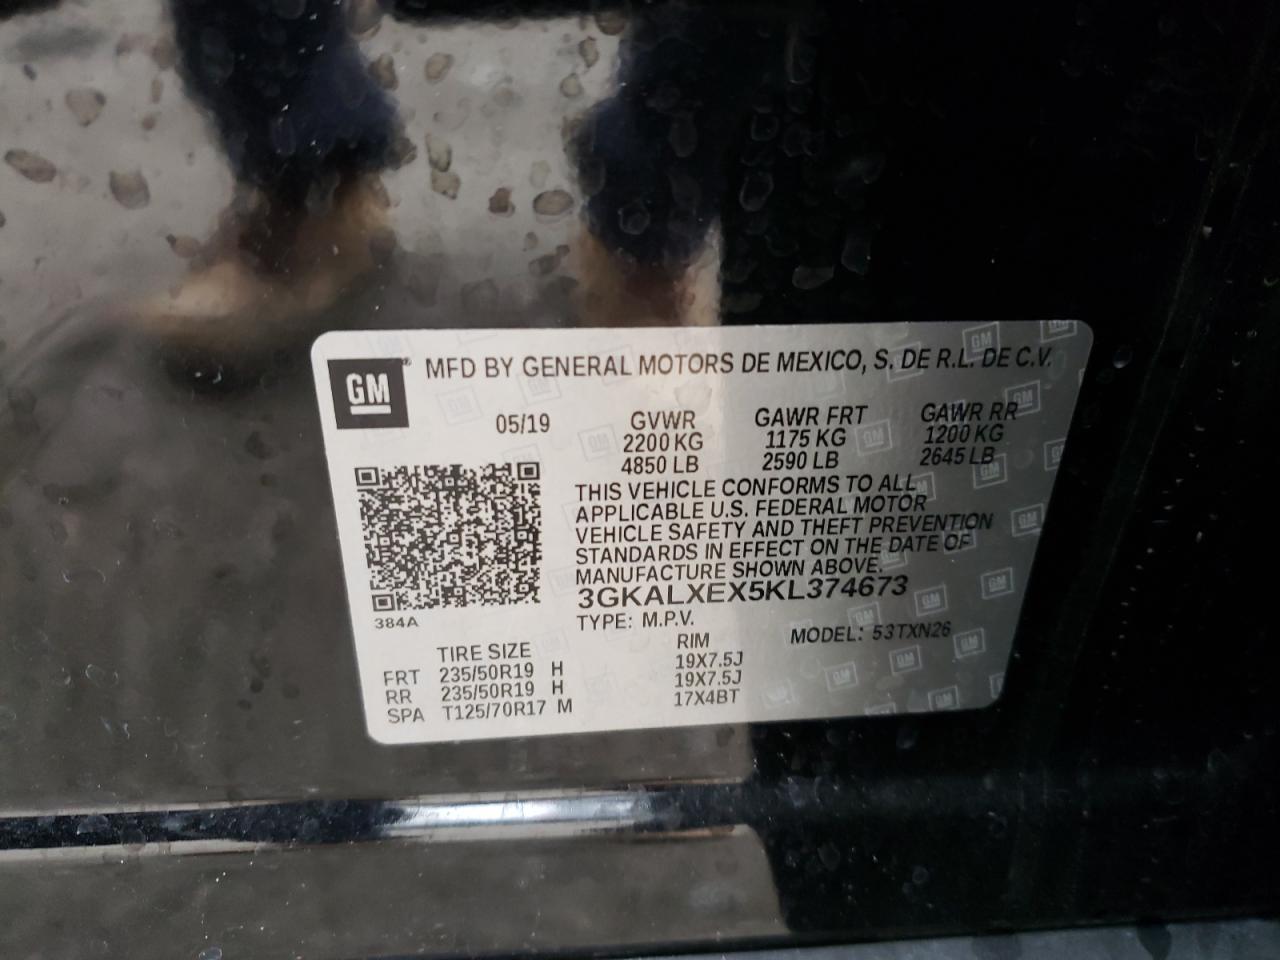 GM ® MFD BY GENERAL MOTORS DE MEXICO, S. DE R.L. DE C.V.
05/19 GVWR GAWR FRT GAWR RR
2200 KG 1175 KG 1200 KG
4850 LB 2590 LB 2645 LB
THIS VEHICLE CONFORMS TO ALL
APPLICABLE U.S. FEDERAL MOTOR
VEHICLE SAFETY AND THEFT PREVENTION
STANDARDS IN EFFECT ON THE DATE OF
MANUFACTURE SHOWN ABOVE.
3GKALXEX5KL374673
384A
TYPE: M.P.V. MODEL: 53TXN26
TIRE SIZE RIM
FRT 235/50R19 H 19X7.5J
RR 235/50R19 H 19X7.5J
SPA T125/70R17 M 17X4BT